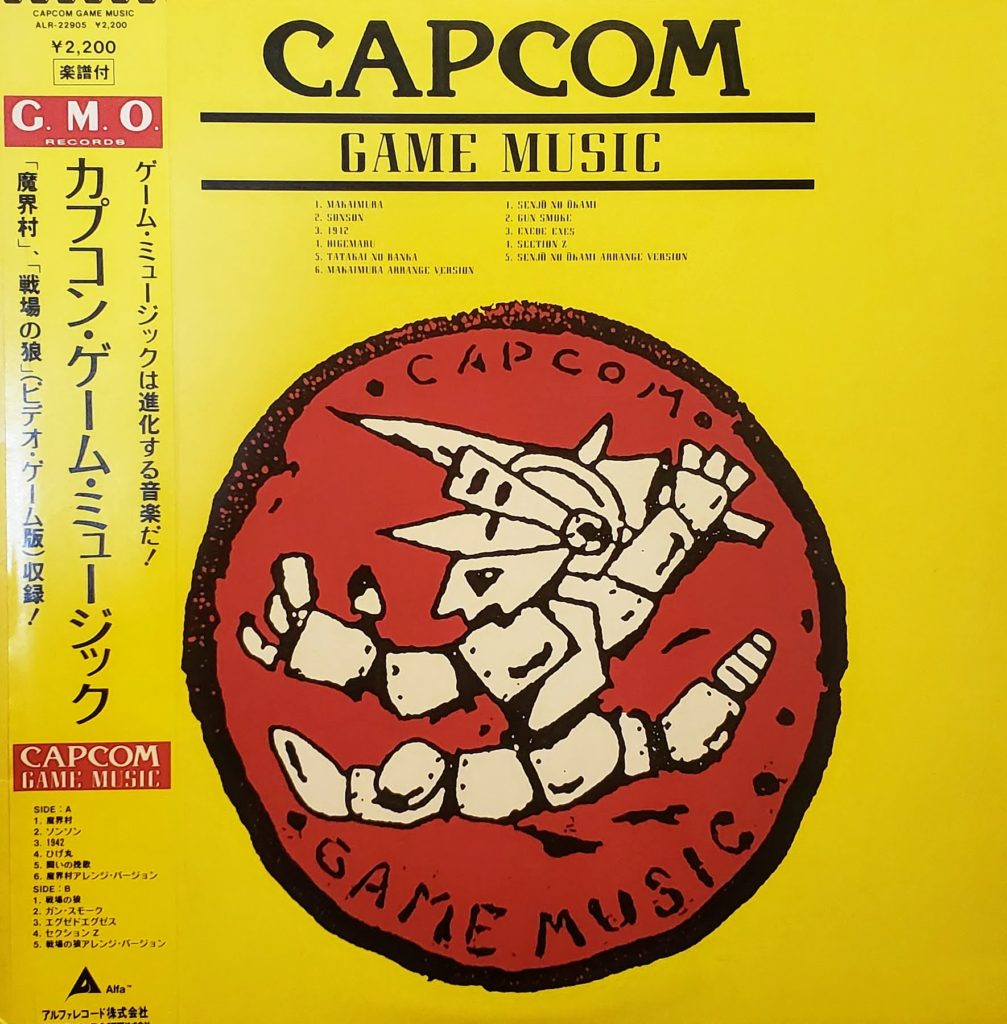 CAPCOM GAME MUSIC
ALR-22905 ¥2,200
¥2,200
楽譜付
G. M. O.
RECORDS
ゲーム・ミュージックは進化する音楽だ!
カプコン・ゲーム・ミュージック
「魔界村」、「戦場の狼」(ビデオ・ゲーム版)収録!
CAPCOM
GAME MUSIC
SIDE : A
1. 魔界村
2. ソンソン
3. 1942
4. ひげ丸
5. 闘いの挽歌
6. 魔界村アレンジ・バージョン
SIDE : B
1. 戦場の狼
2. ガン・スモーク
3. エグゼドエグゼス
4. セクションZ
5. 戦場の狼アレンジ・バージョン
Alfa™
アルファレコード株式会社
CAPCOM
GAME MUSIC
1. MAKAIMURA
2. SONSON
3. 1942
4. HIGEMARU
5. TATAKAI NO BANKA
6. MAKAIMURA ARRANGE VERSION
1. SENJŌ NO ŌKAMI
2. GUN SMOKE
3. EXEDE EXES
4. SECTION Z
5. SENJŌ NO ŌKAMI ARRANGE VERSION
CAPCOM
GAME MUSIC